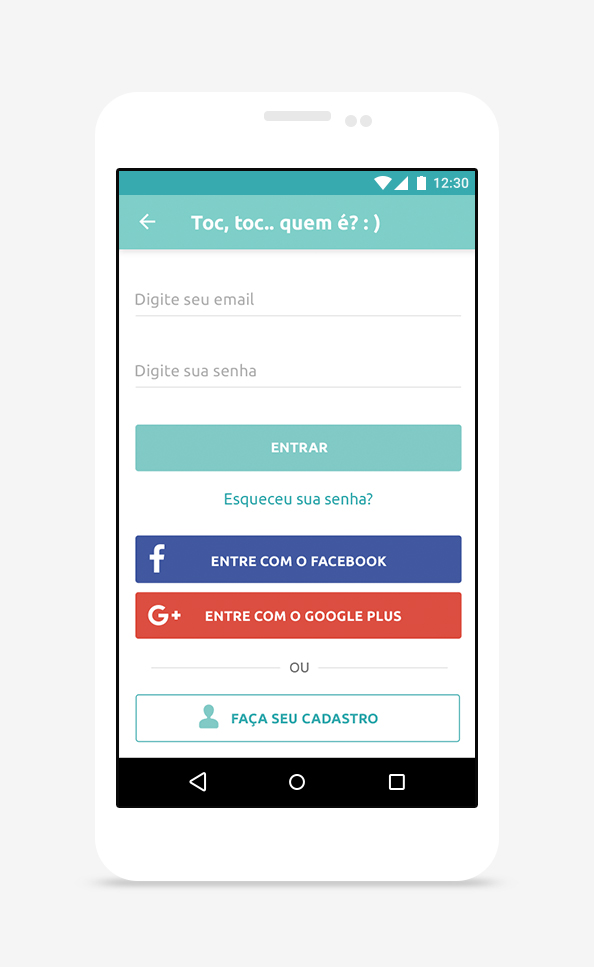 12:30
Toc, toc.. quem é? : )
Digite seu email
Digite sua senha
ENTRAR
Esqueceu sua senha?
f ENTRE COM O FACEBOOK
G+ ENTRE COM O GOOGLE PLUS
OU
FAÇA SEU CADASTRO